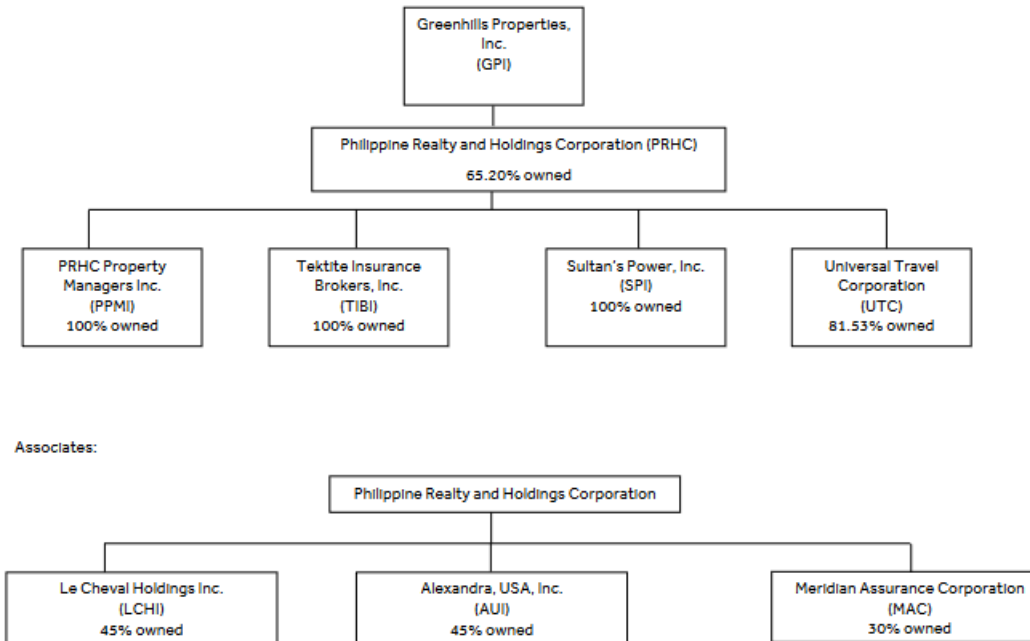 Greenhills Properties,
Inc.
(GPI)
Philippine Realty and Holdings Corporation (PRHC)
65.20% owned
PRHC Property
Managers Inc.
(PPMI)
100% owned
Tektite Insurance
Brokers, Inc.
(TIBI)
100% owned
Sultan's Power, Inc.
(SPI)
100% owned
Universal Travel
Corporation
(UTC)
81.53% owned
Associates:
Philippine Realty and Holdings Corporation
Le Cheval Holdings Inc.
(LCHI)
45% owned
Alexandra, USA, Inc.
(AUI)
45% owned
Meridian Assurance Corporation
(MAC)
30% owned